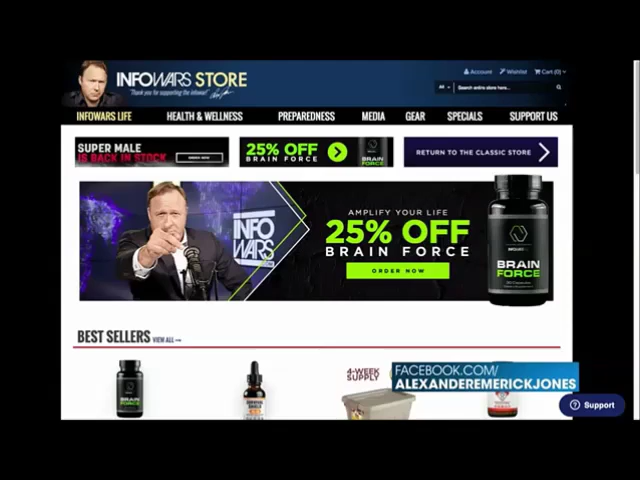 INFOWARS STORE
"Thank you for supporting the infowar!"
Account Wishlist Cart (0)
All Search entire store here...
INFOWARS LIFE HEALTH & WELLNESS PREPAREDNESS MEDIA GEAR SPECIALS SUPPORT US
SUPER MALE
IS BACK IN STOCK
25% OFF
BRAIN FORCE
BRAIN
FORCE
RETURN TO THE CLASSIC STORE
INFO
WARS
.COM
AMPLIFY YOUR LIFE
25% OFF
BRAIN FORCE
ORDER NOW
BRAIN
FORCE
BEST SELLERS VIEW ALL
BRAIN
FORCE
4-WEEK
SUPPLY
FACEBOOK.COM/
ALEXANDEREMERICKJONES
Support